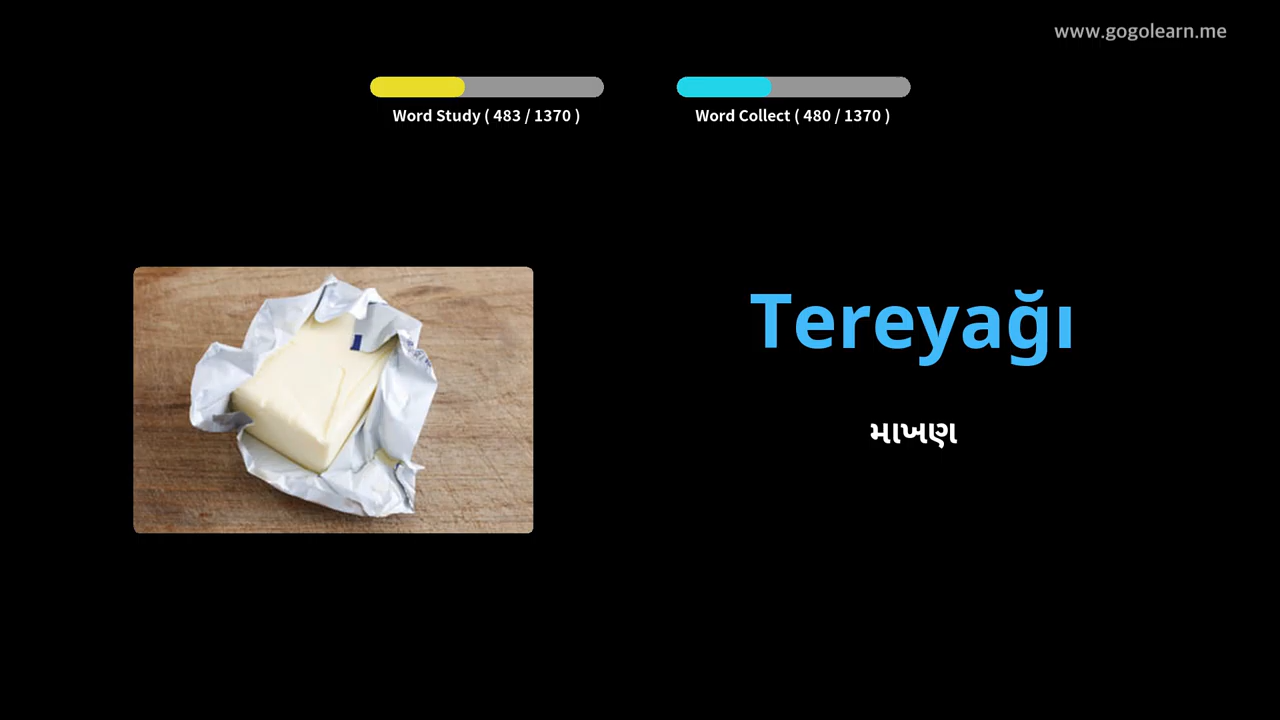 www.gogolearn.me
Word Study ( 483 / 1370 )
Word Collect ( 480 / 1370 )
Tereyağı
માખણ